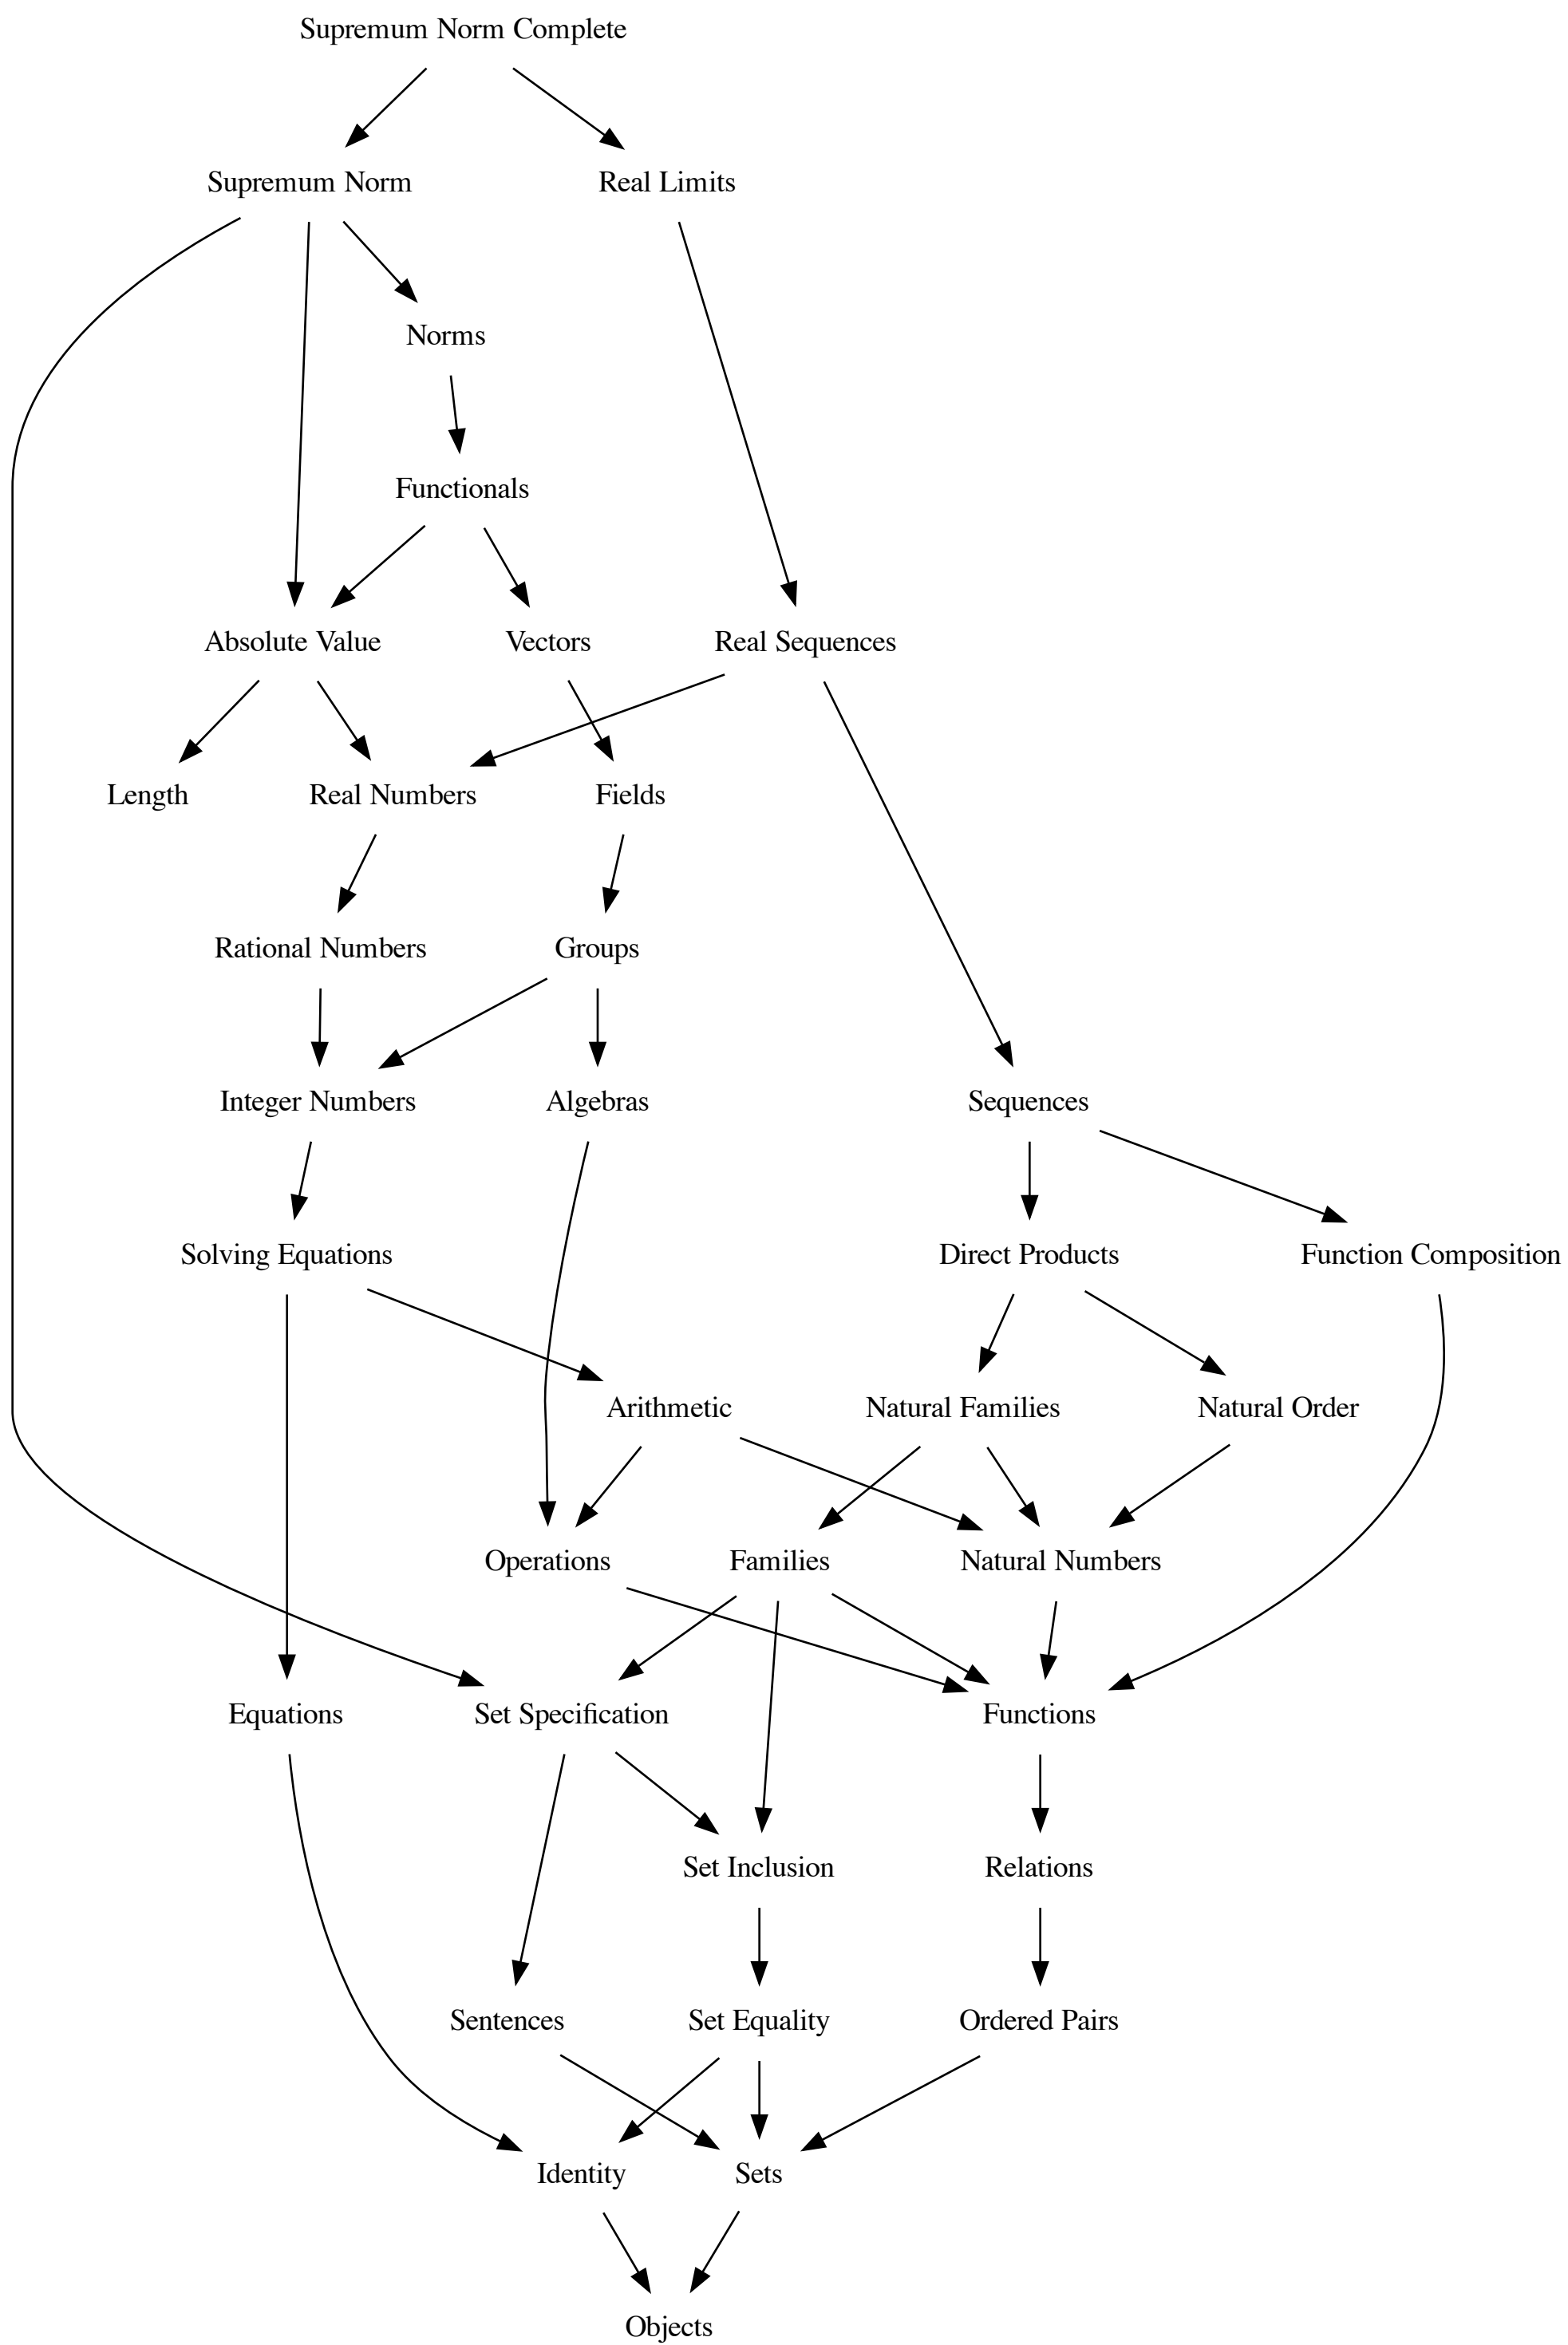 Supremum Norm Complete
Supremum Norm
Real Limits
Norms
Functionals
Absolute Value
Vectors
Real Sequences
Length
Real Numbers
Fields
Rational Numbers
Groups
Integer Numbers
Algebras
Sequences
Solving Equations
Direct Products
Function Composition
Arithmetic
Natural Families
Natural Order
Operations
Families
Natural Numbers
Equations
Set Specification
Functions
Set Inclusion
Relations
Sentences
Set Equality
Ordered Pairs
Identity
Sets
Objects